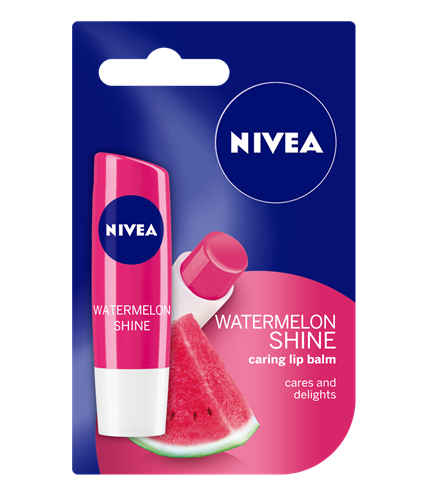 NIVEA
NIVEA
WATERMELON
SHINE
WATERMELON
SHINE
caring lip balm
cares and
delights